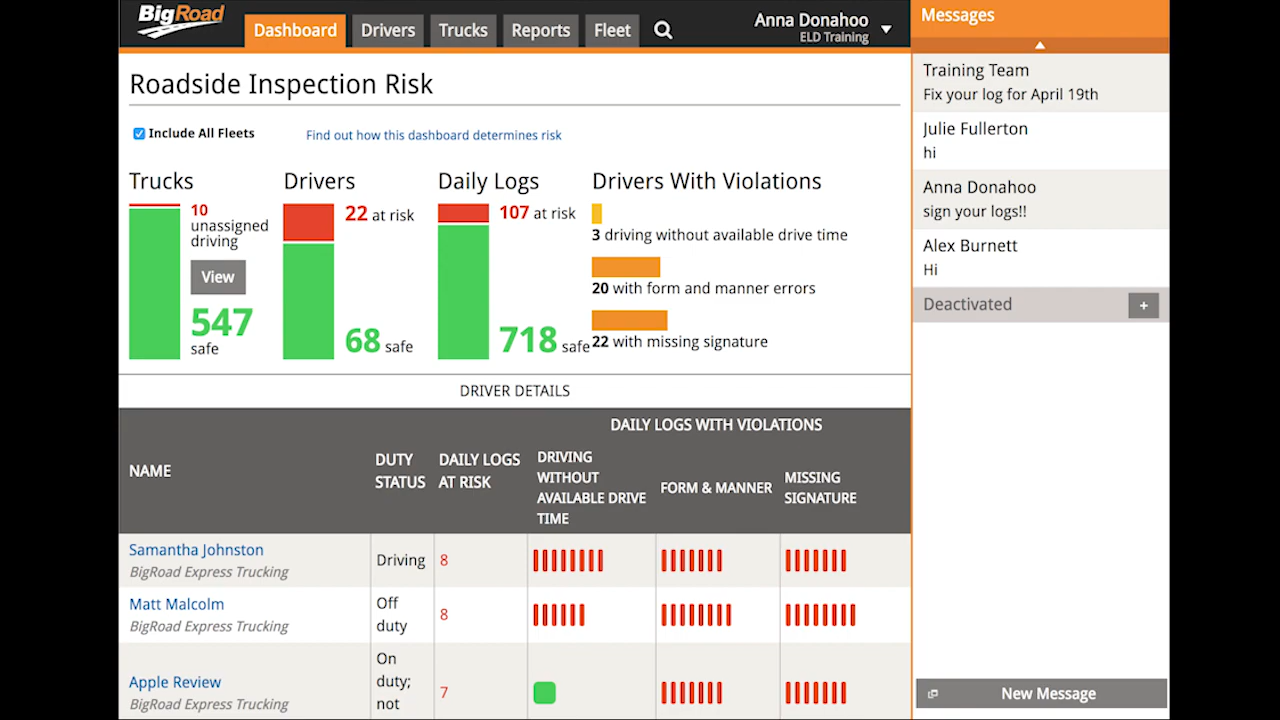 BigRoad
Dashboard
Drivers
Trucks
Reports
Fleet
Anna Donahoo
ELD Training
Messages
Training Team
Fix your log for April 19th
Julie Fullerton
hi
Anna Donahoo
sign your logs!!
Alex Burnett
Hi
Deactivated
+
New Message
Roadside Inspection Risk
Include All Fleets
Find out how this dashboard determines risk
Trucks
10
unassigned
driving
View
547
safe
Drivers
22 at risk
68 safe
Daily Logs
107 at risk
718 safe
Drivers With Violations
3 driving without available drive time
20 with form and manner errors
22 with missing signature
DRIVER DETAILS
DAILY LOGS WITH VIOLATIONS
NAME
DUTY
STATUS
DAILY LOGS
AT RISK
DRIVING
WITHOUT
AVAILABLE DRIVE
TIME
FORM & MANNER
MISSING
SIGNATURE
Samantha Johnston
BigRoad Express Trucking
Driving
8
Matt Malcolm
BigRoad Express Trucking
Off
duty
8
Apple Review
BigRoad Express Trucking
On
duty;
not
7